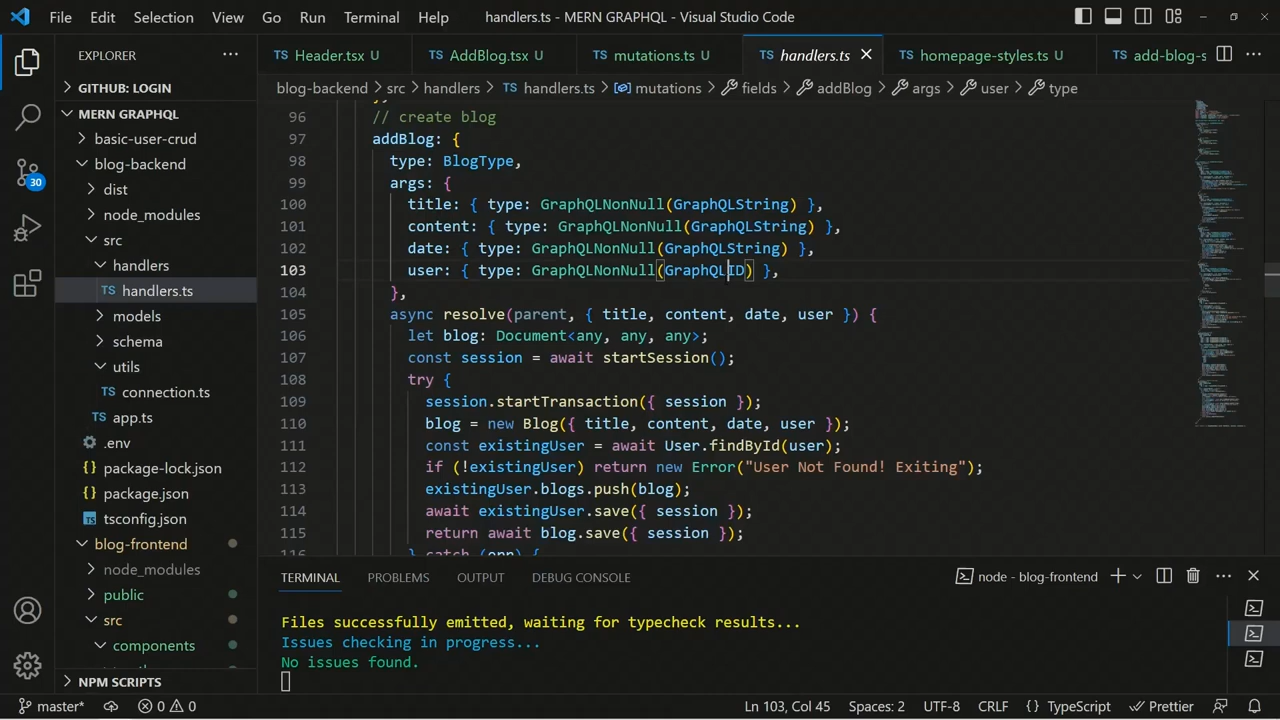 File Edit Selection View Go Run Terminal Help handlers.ts - MERN GRAPHQL - Visual Studio Code
EXPLORER
GITHUB: LOGIN
MERN GRAPHQL
basic-user-crud
blog-backend
dist
node_modules
src
handlers
TS handlers.ts
models
schema
utils
TS connection.ts
TS app.ts
.env
package-lock.json
package.json
TS tsconfig.json
blog-frontend
node_modules
public
src
components
NPM SCRIPTS
30
TS Header.tsx U TS AddBlog.tsx U TS mutations.ts U TS handlers.ts TS homepage-styles.ts U TS add-blog-s
blog-backend > src > handlers > TS handlers.ts > mutations > fields > addBlog > args > user > type
96 // create blog
97 addBlog: {
98 type: BlogType,
99 args: {
100 title: { type: GraphQLNonNull(GraphQLString) },
101 content: { type: GraphQLNonNull(GraphQLString) },
102 date: { type: GraphQLNonNull(GraphQLString) },
103 user: { type: GraphQLNonNull(GraphQLID) },
104 },
105 async resolve(parent, { title, content, date, user }) {
106 let blog: Document<any, any, any>;
107 const session = await startSession();
108 try {
109 session.startTransaction({ session });
110 blog = new Blog({ title, content, date, user });
111 const existingUser = await User.findById(user);
112 if (!existingUser) return new Error("User Not Found! Exiting");
113 existingUser.blogs.push(blog);
114 await existingUser.save({ session });
115 return await blog.save({ session });
116 } catch (err) {
TERMINAL PROBLEMS OUTPUT DEBUG CONSOLE node - blog-frontend
Files successfully emitted, waiting for typecheck results...
Issues checking in progress...
No issues found.
master* 0 0 Ln 103, Col 45 Spaces: 2 UTF-8 CRLF { } TypeScript Prettier